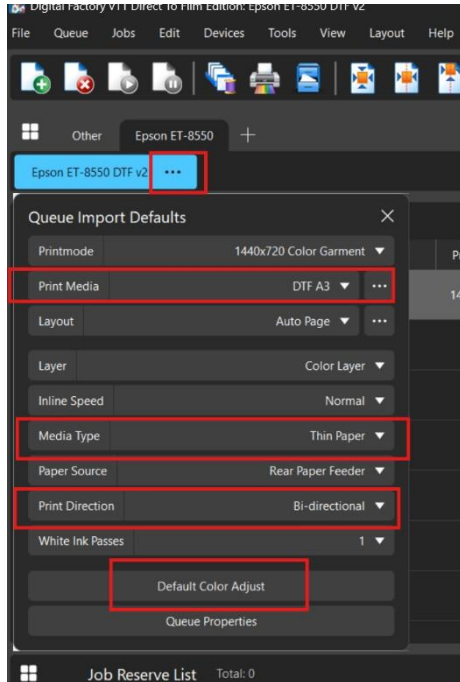 Digital Factory V11 Direct To Film Edition: Epson ET-8550 DTF v2
File Queue Jobs Edit Devices Tools View Layout Help
Other Epson ET-8550
Epson ET-8550 DTF v2
Queue Import Defaults
Printmode 1440x720 Color Garment
Print Media DTF A3
Layout Auto Page
Layer Color Layer
Inline Speed Normal
Media Type Thin Paper
Paper Source Rear Paper Feeder
Print Direction Bi-directional
White Ink Passes 1
Default Color Adjust
Queue Properties
Job Reserve List Total: 0